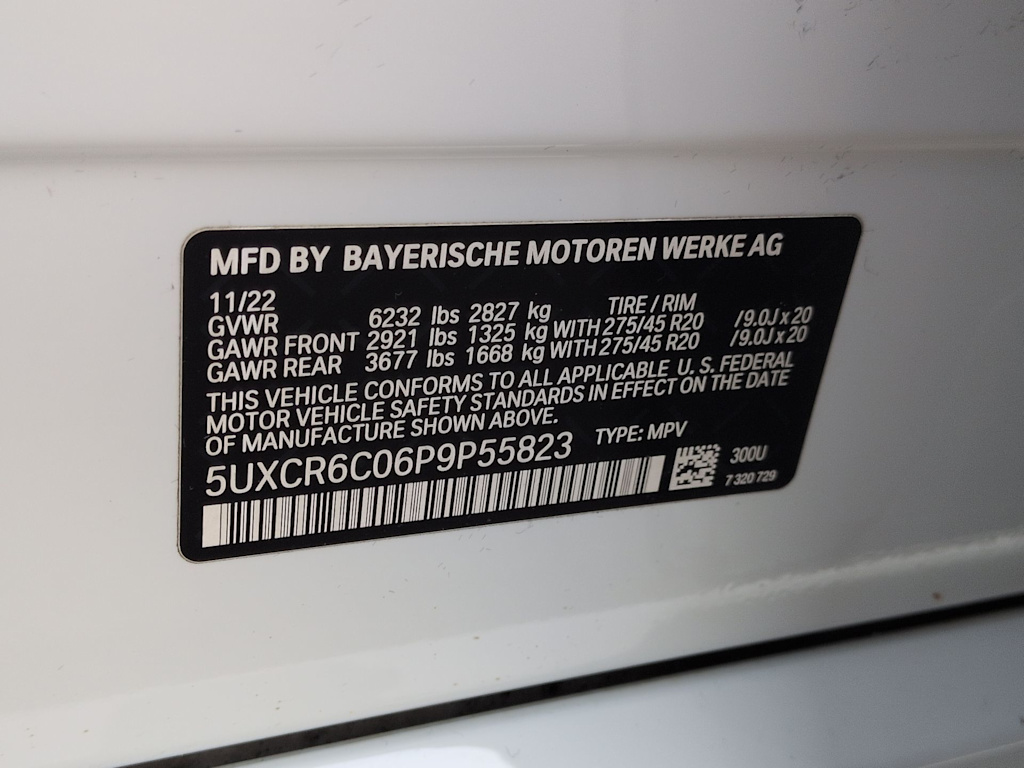 MFD BY BAYERISCHE MOTOREN WERKE AG
11/22 TIRE / RIM
GVWR 6232 lbs 2827 kg
GAWR FRONT 2921 lbs 1325 kg WITH 275/45 R20 /9.0J x 20
GAWR REAR 3677 lbs 1668 kg WITH 275/45 R20 /9.0J x 20
THIS VEHICLE CONFORMS TO ALL APPLICABLE U. S. FEDERAL
MOTOR VEHICLE SAFETY STANDARDS IN EFFECT ON THE DATE
OF MANUFACTURE SHOWN ABOVE.
5UXCR6C06P9P55823 TYPE: MPV
300U
7 320 729